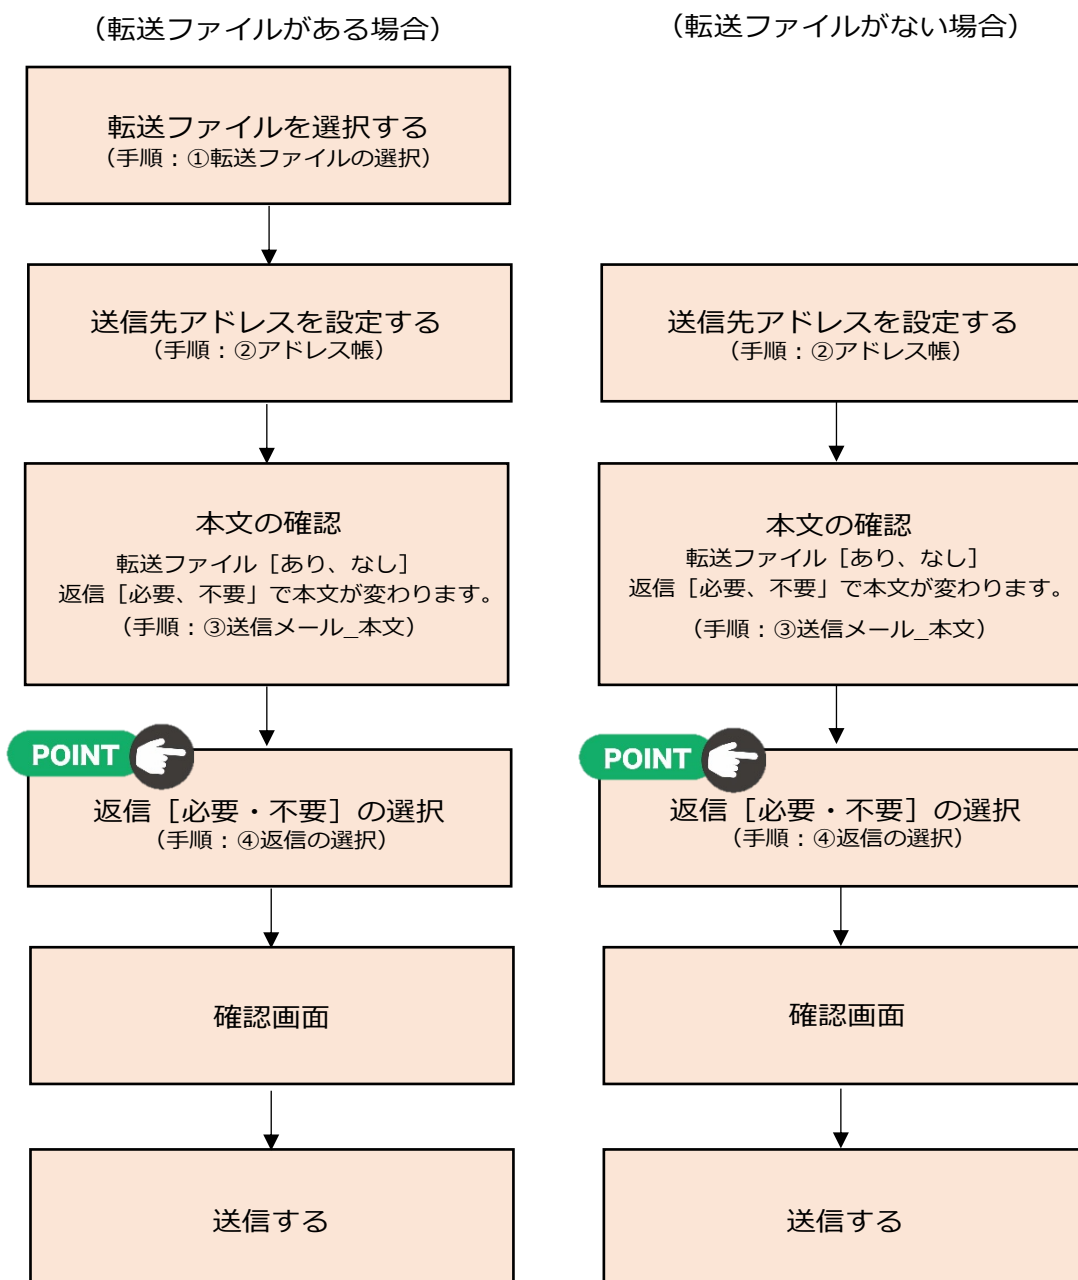 （転送ファイルがある場合）
転送ファイルを選択する
（手順：①転送ファイルの選択）
送信先アドレスを設定する
（手順：②アドレス帳）
本文の確認
転送ファイル［あり、なし］
返信［必要、不要」で本文が変わります。
（手順：③送信メール_本文）
POINT
返信［必要・不要］の選択
（手順：④返信の選択）
確認画面
送信する
（転送ファイルがない場合）
送信先アドレスを設定する
（手順：②アドレス帳）
本文の確認
転送ファイル［あり、なし］
返信［必要、不要」で本文が変わります。
（手順：③送信メール_本文）
POINT
返信［必要・不要］の選択
（手順：④返信の選択）
確認画面
送信する